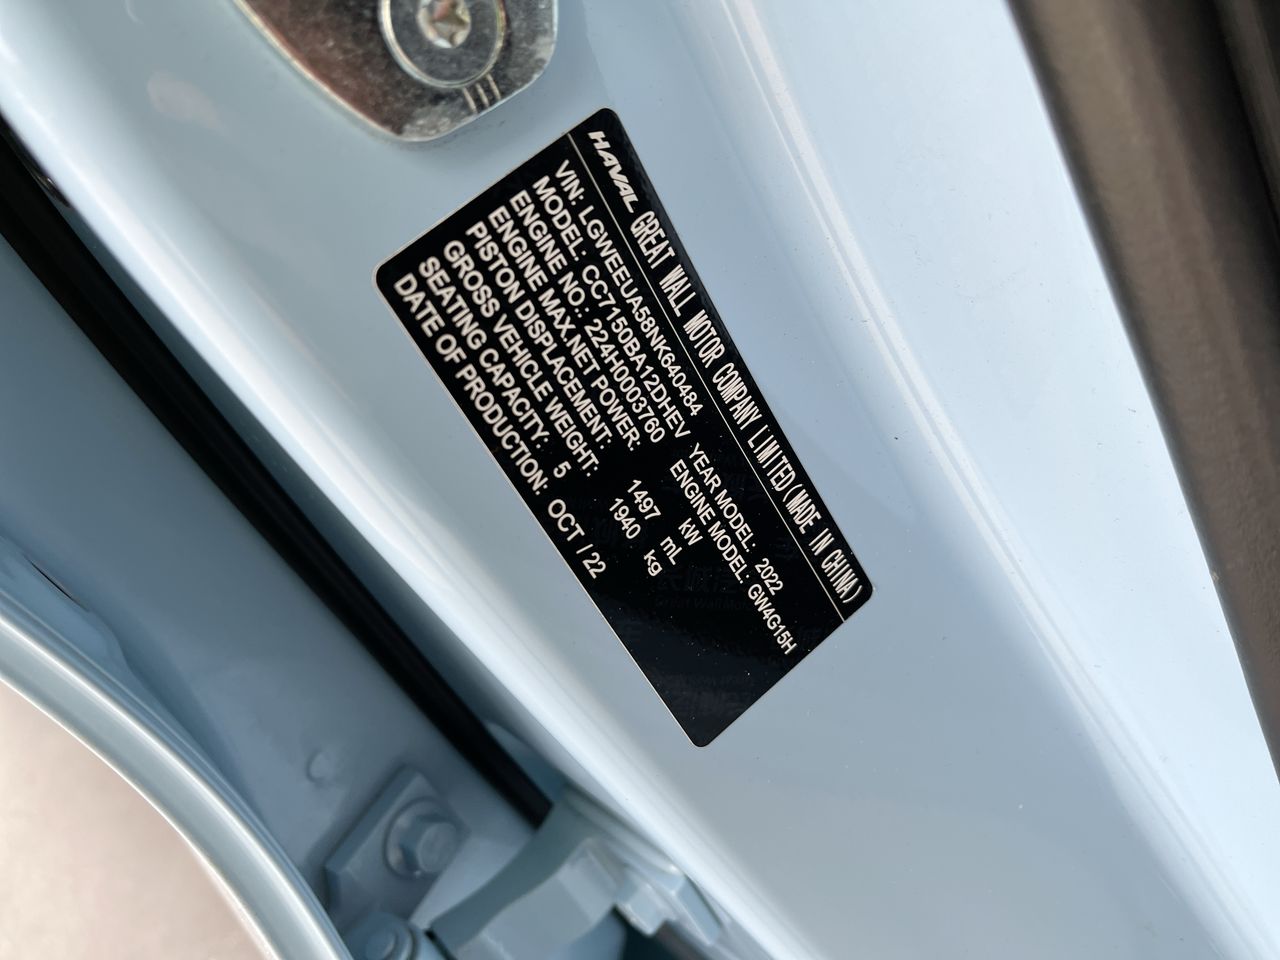 HAVAL GREAT WALL MOTOR COMPANY LIMITED(MADE IN CHINA)
VIN: LGWEEUA58NK640484
MODEL: CC7150BA12DHEV YEAR MODEL: 2022
ENGINE NO.: 224H0003760 ENGINE MODEL: GW4G15H
ENGINE MAX.NET POWER: kW
PISTON DISPLACEMENT: 1497 mL
GROSS VEHICLE WEIGHT: 1940 kg
SEATING CAPACITY: 5
DATE OF PRODUCTION: OCT / 22